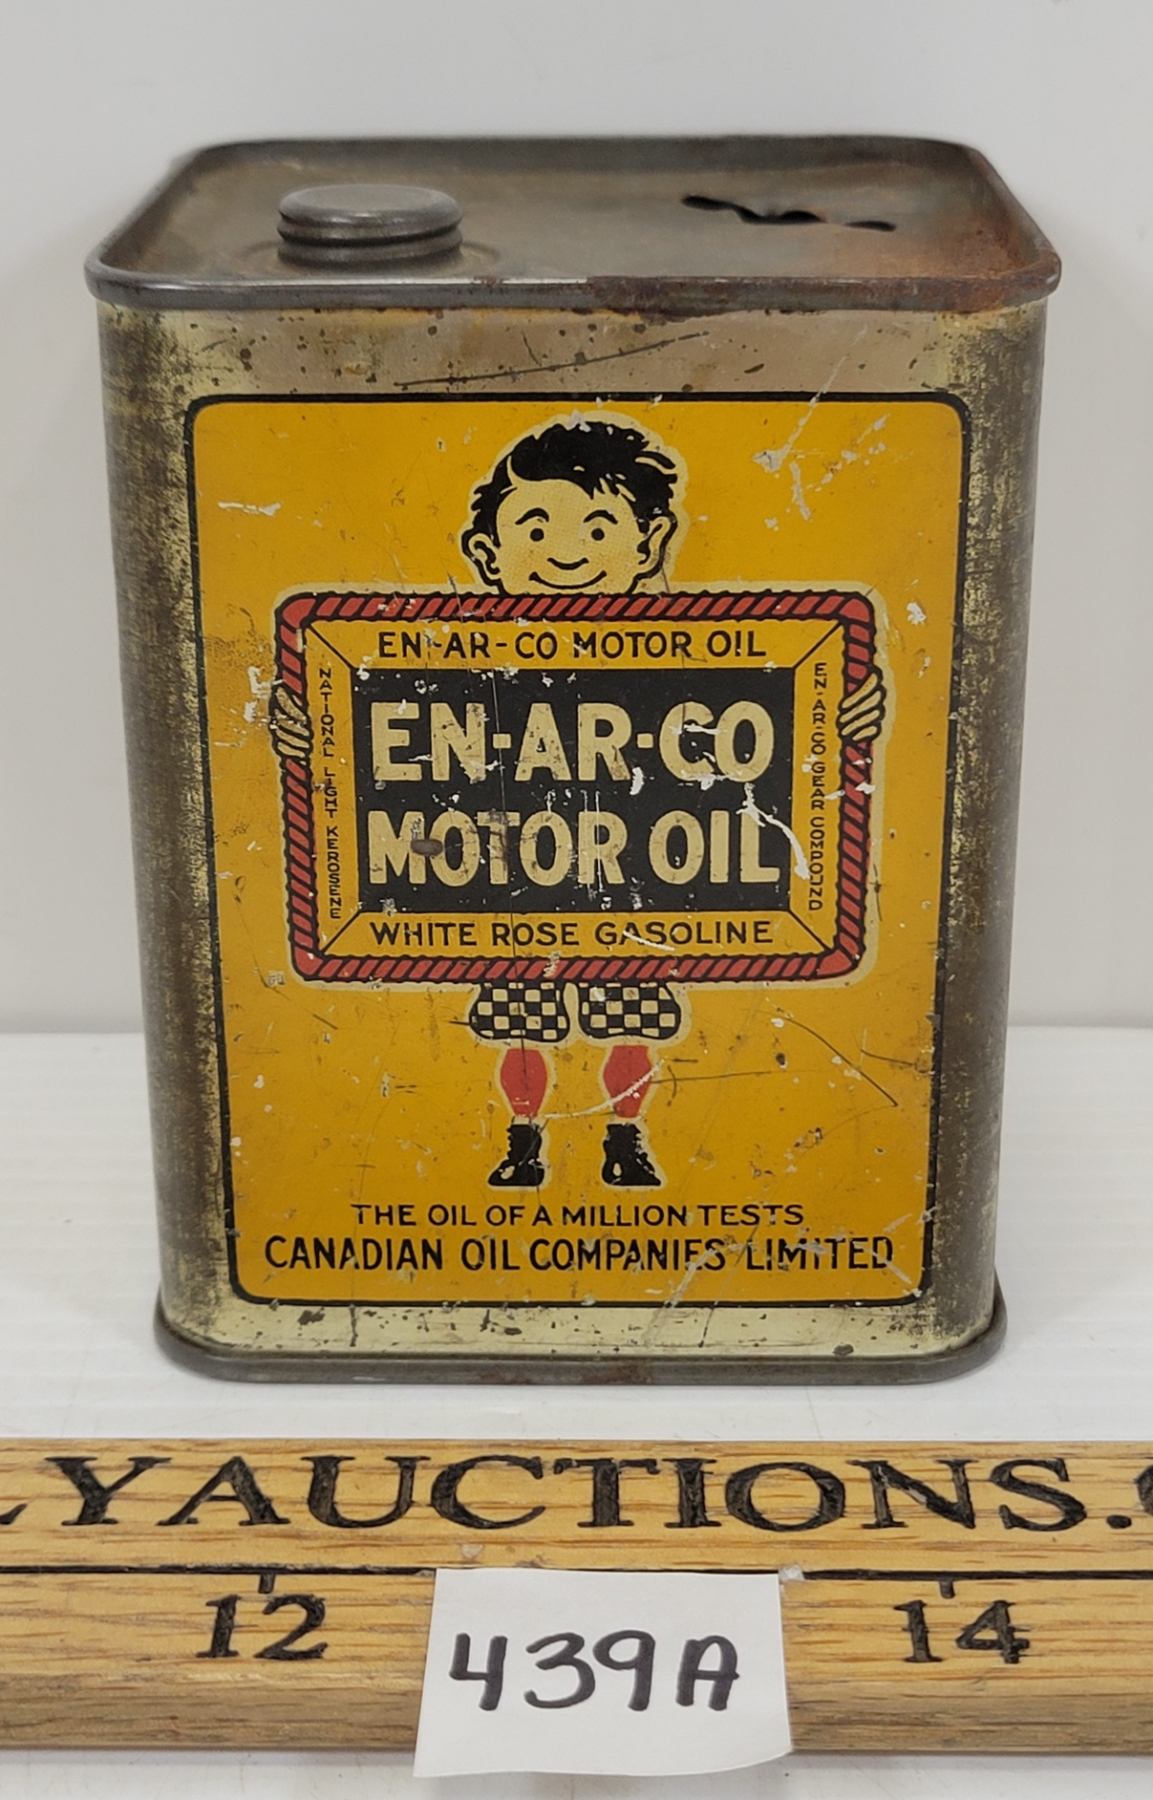 EN-AR-CO MOTOR OIL
NATIONAL LIGHT KEROSENE
EN-AR-CO
MOTOR OIL
EN-AR-CO GEAR COMPOUND
WHITE ROSE GASOLINE
THE OIL OF A MILLION TESTS
CANADIAN OIL COMPANIES LIMITED
YAUCTIONS.
12 14
439A